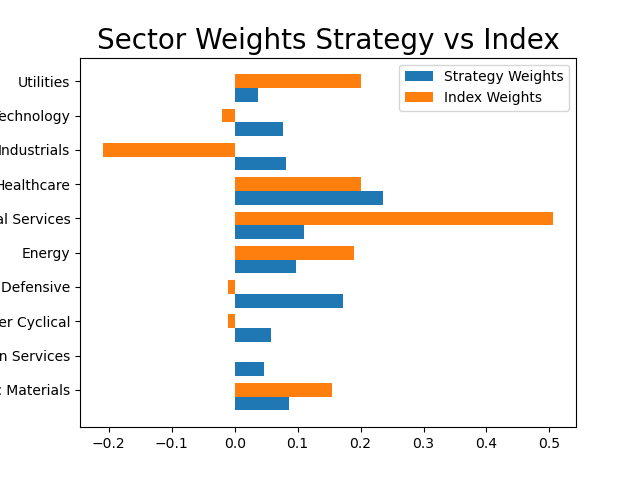 Sector Weights Strategy vs Index
Strategy Weights
Index Weights
Utilities
echnology
Industrials
Healthcare
al Services
Energy
Defensive
er Cyclical
n Services
Materials
−0.2 −0.1 0.0 0.1 0.2 0.3 0.4 0.5